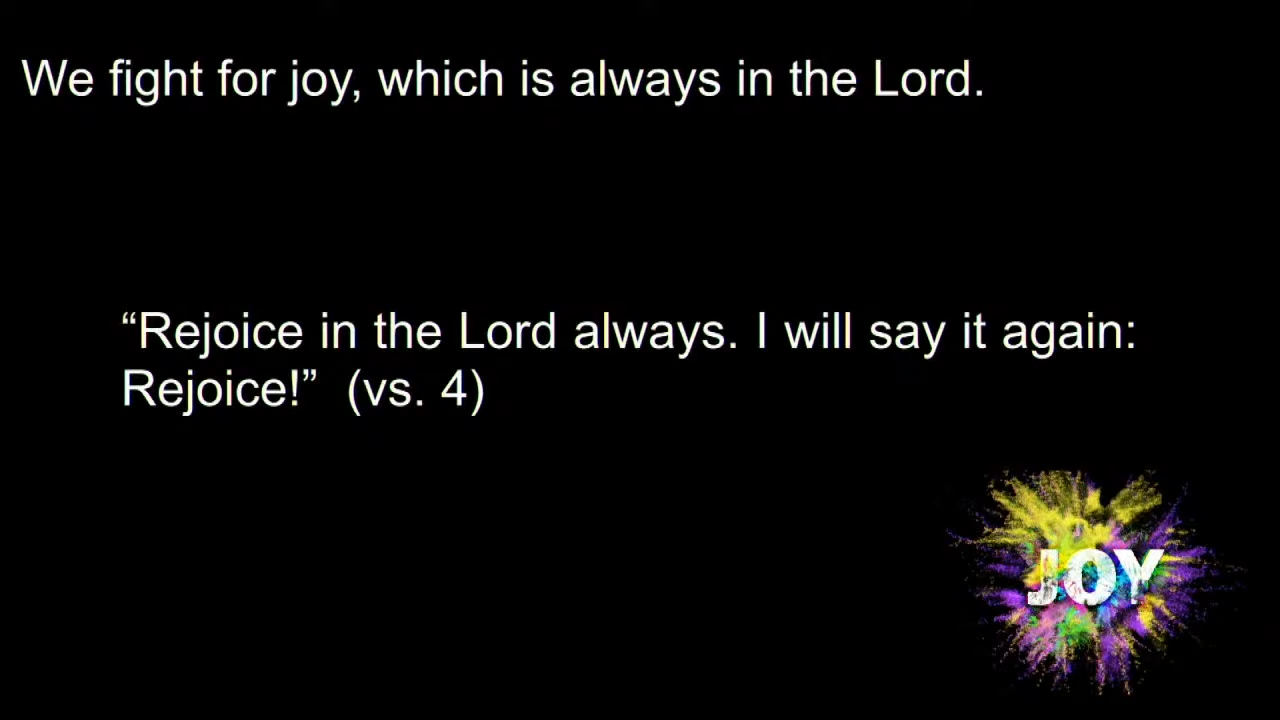 We fight for joy, which is always in the Lord.
“Rejoice in the Lord always. I will say it again:
Rejoice!”  (vs. 4)
JOY